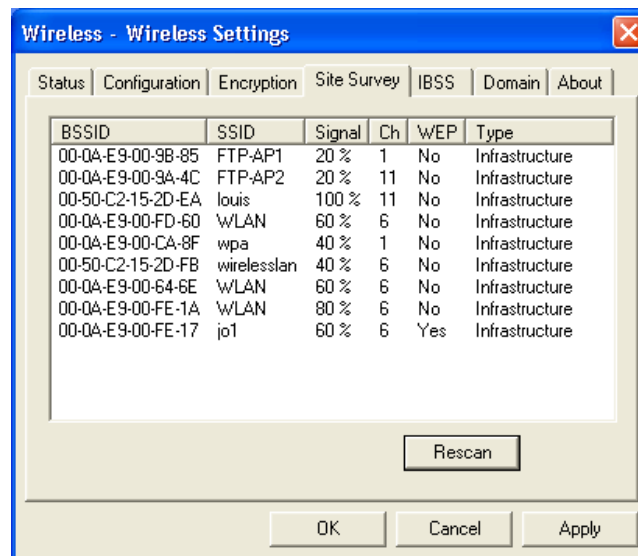 Wireless - Wireless Settings
Status Configuration Encryption Site Survey IBSS Domain About
BSSID SSID Signal Ch WEP Type
00-0A-E9-00-9B-85 FTP-AP1 20 % 1 No Infrastructure
00-0A-E9-00-9A-4C FTP-AP2 20 % 11 No Infrastructure
00-50-C2-15-2D-EA louis 100 % 11 No Infrastructure
00-0A-E9-00-FD-60 WLAN 60 % 6 No Infrastructure
00-0A-E9-00-CA-8F wpa 40 % 1 No Infrastructure
00-50-C2-15-2D-FB wirelesslan 40 % 6 No Infrastructure
00-0A-E9-00-64-6E WLAN 60 % 6 No Infrastructure
00-0A-E9-00-FE-1A WLAN 80 % 6 No Infrastructure
00-0A-E9-00-FE-17 jo1 60 % 6 Yes Infrastructure
Rescan
OK Cancel Apply